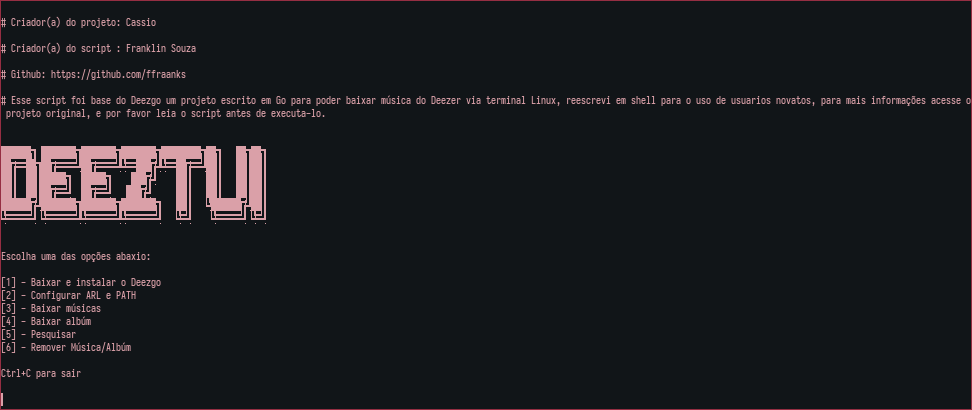 # Criador(a) do projeto: Cassio
# Criador(a) do script : Franklin Souza
# Github: https://github.com/ffraanks
# Esse script foi base do Deezgo um projeto escrito em Go para poder baixar música do Deezer via terminal Linux, reescrevi em shell para o uso de usuarios novatos, para mais informações acesse o
projeto original, e por favor leia o script antes de executa-lo.
DEEZTUI
Escolha uma das opções abaxio:
[1] - Baixar e instalar o Deezgo
[2] - Configurar ARL e PATH
[3] - Baixar músicas
[4] - Baixar albúm
[5] - Pesquisar
[6] - Remover Música/Albúm
Ctrl+C para sair